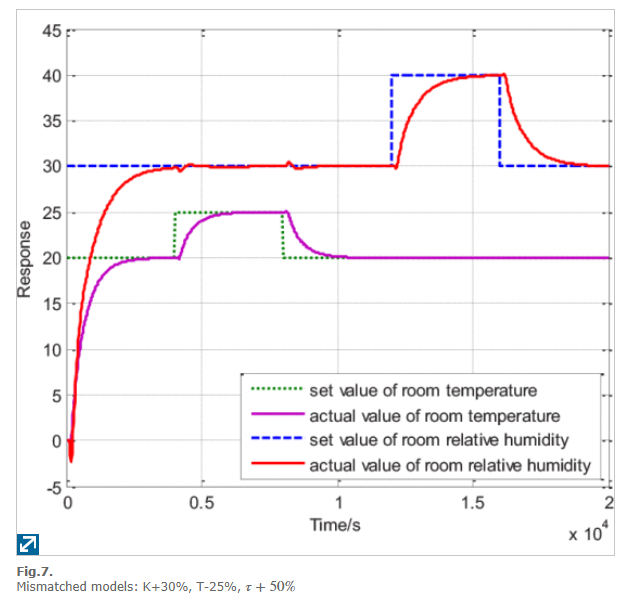 45
40
35
30
25
20
15
10
5
0
-5
Response
set value of room temperature
actual value of room temperature
set value of room relative humidity
actual value of room relative humidity
0
0.5
1
1.5
2
Time/s
x 10^4
Fig.7.
Mismatched models: K+30%, T-25%, τ + 50%